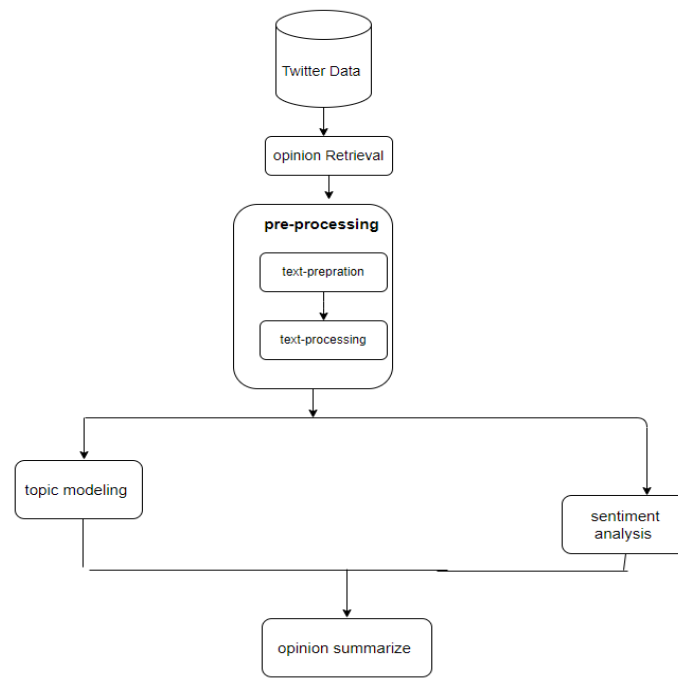 Twitter Data
opinion Retrieval
pre-processing
text-prepration
text-processing
topic modeling
sentiment
analysis
opinion summarize